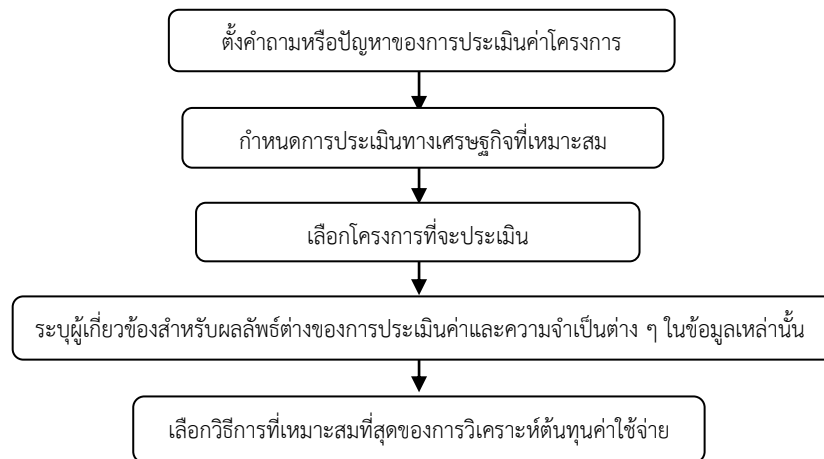 ตั้งคำถามหรือปัญหาของการประเมินค่าโครงการ
กำหนดการประเมินทางเศรษฐกิจที่เหมาะสม
เลือกโครงการที่จะประเมิน
ระบุผู้เกี่ยวข้องสำหรับผลลัพธ์ต่างของการประเมินค่าและความจำเป็นต่าง ๆ ในข้อมูลเหล่านั้น
เลือกวิธีการที่เหมาะสมที่สุดของการวิเคราะห์ต้นทุนค่าใช้จ่าย